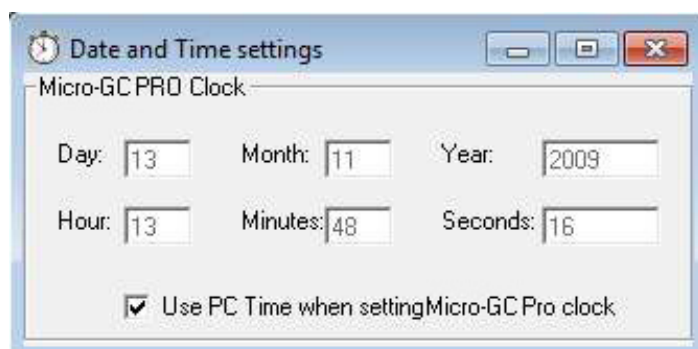 Date and Time settings
Micro-GC PRO Clock
Day: 13 Month: 11 Year: 2009
Hour: 13 Minutes: 48 Seconds: 16
Use PC Time when settingMicro-GC Pro clock